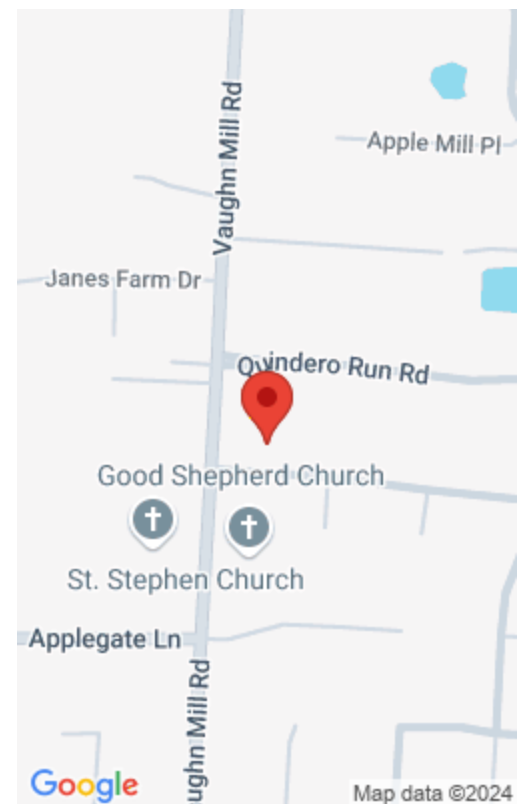 Vaughn Mill Rd
Apple Mill Pl
Janes Farm Dr
Quindero Run Rd
Good Shepherd Church
St. Stephen Church
Applegate Ln
ughn Mill Rd
Google
Map data ©2024